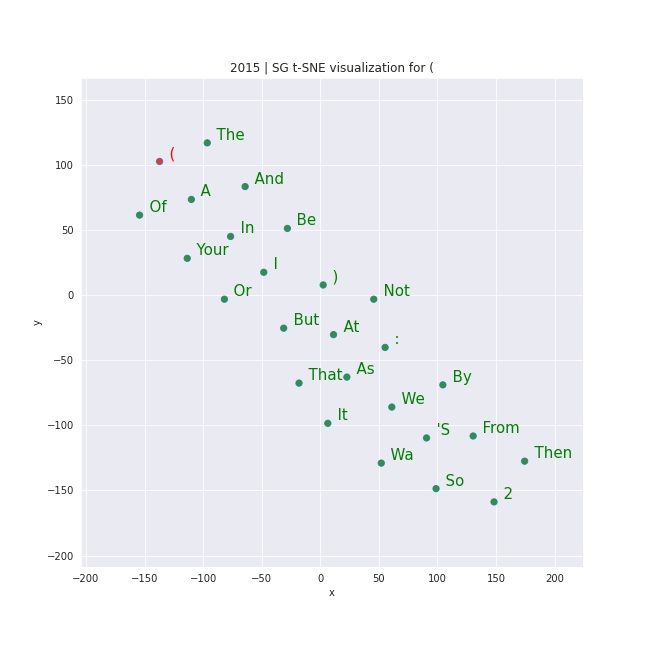 2015 | SG t-SNE visualization for (
150
The
(
100
And
A
Of
Be
In
50
Your
I
)
Or
Not
0
But
At
:
−50
As
That
By
We
It
−100
From
'S
Wa
Then
So
−150
2
−200
−200 −150 −100 −50 0 50 100 150 200
x
y